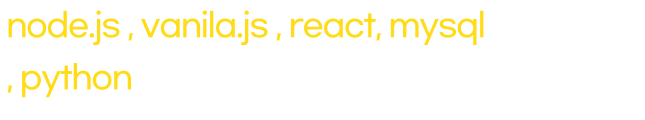 node.js , vanila.js , react, mysql
, python